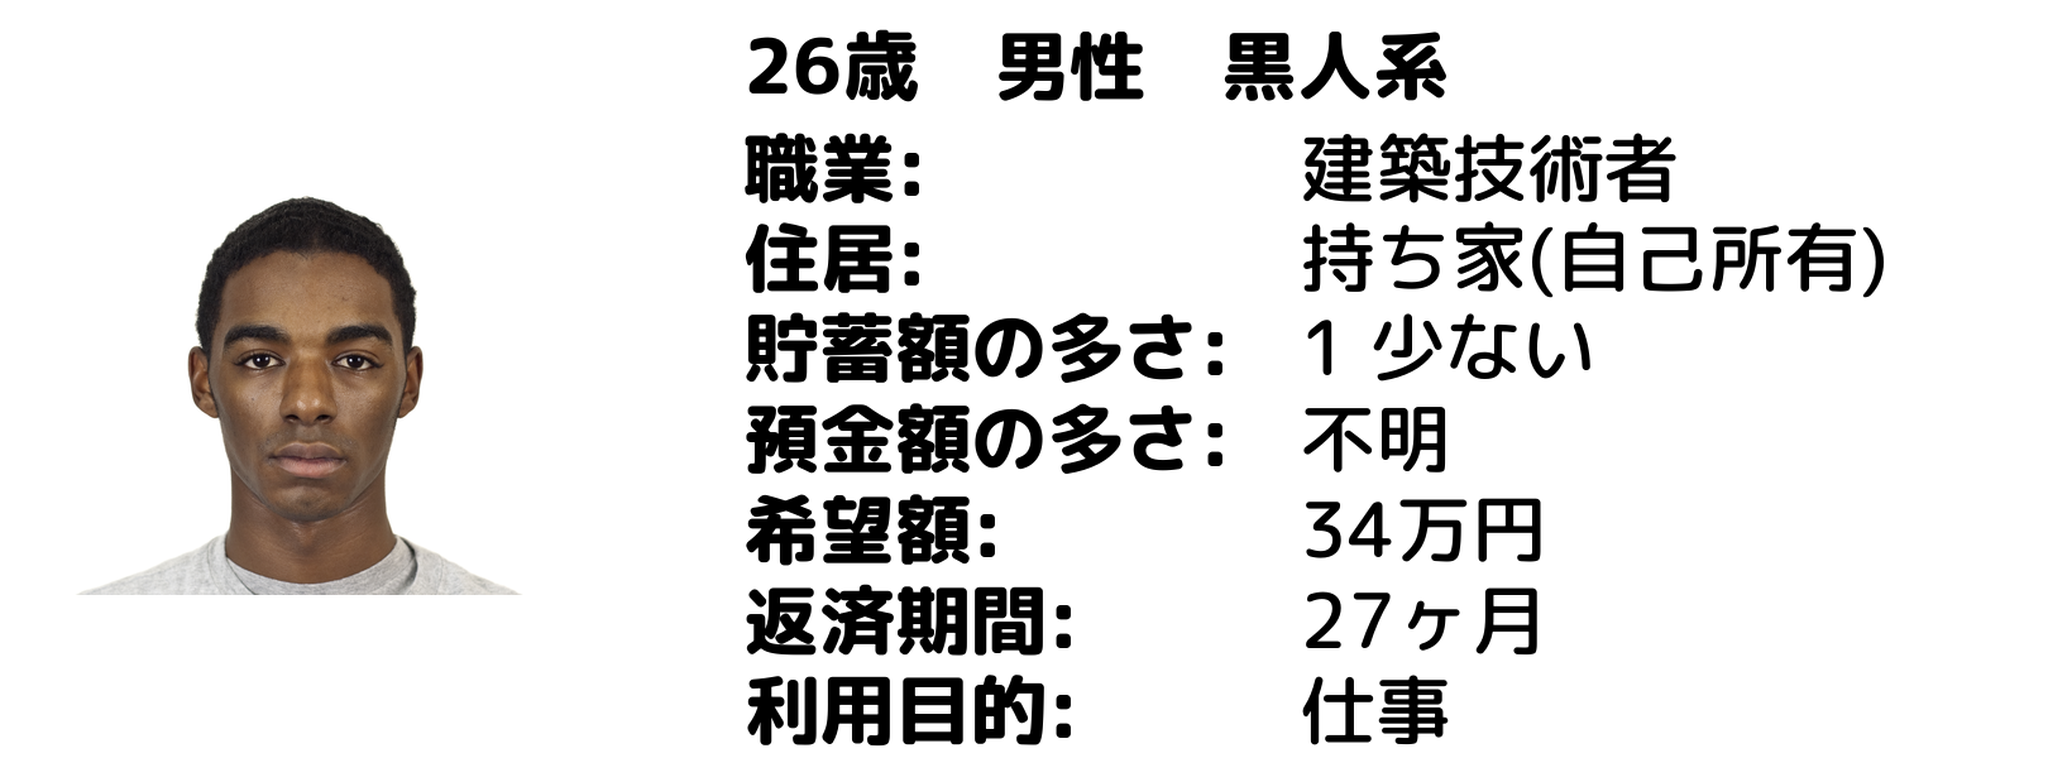 26歳　男性　黒人系
職業: 建築技術者
住居: 持ち家(自己所有)
貯蓄額の多さ: 1 少ない
預金額の多さ: 不明
希望額: 34万円
返済期間: 27ヶ月
利用目的: 仕事